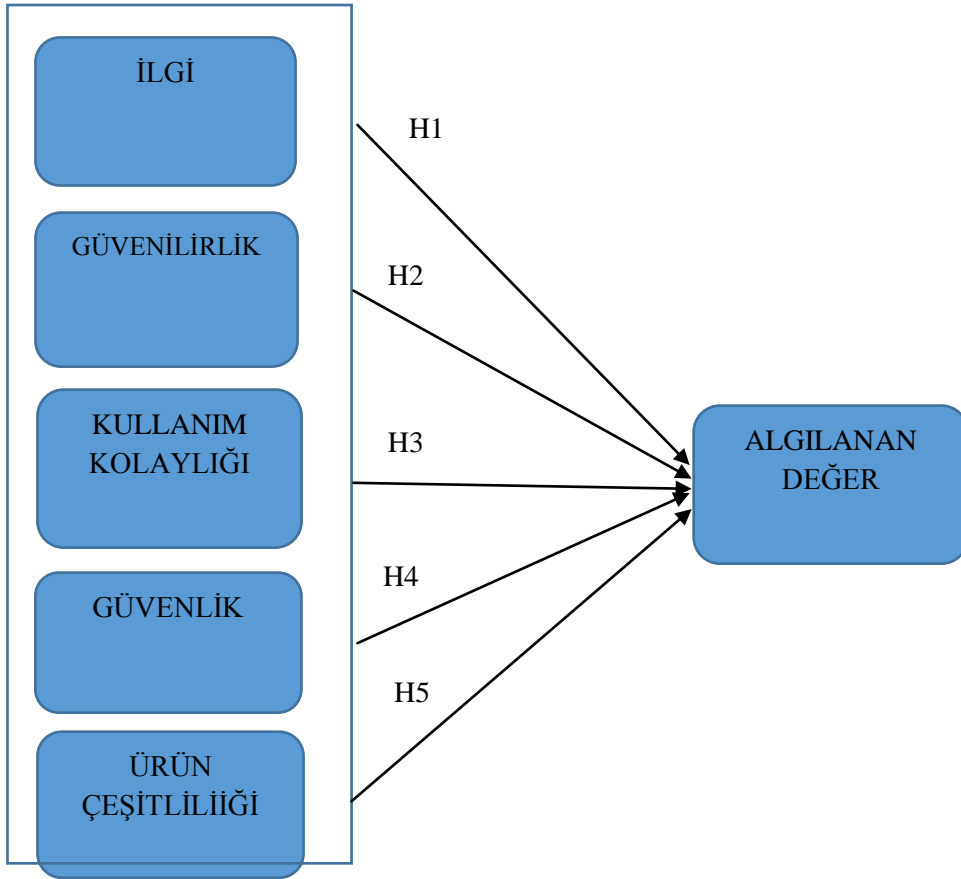 İLGİ
H1
GÜVENİLİRLİK
H2
KULLANIM
KOLAYLIĞI
H3
ALGILANAN
DEĞER
GÜVENLİK
H4
H5
ÜRÜN
ÇEŞİTLİLİİĞİ